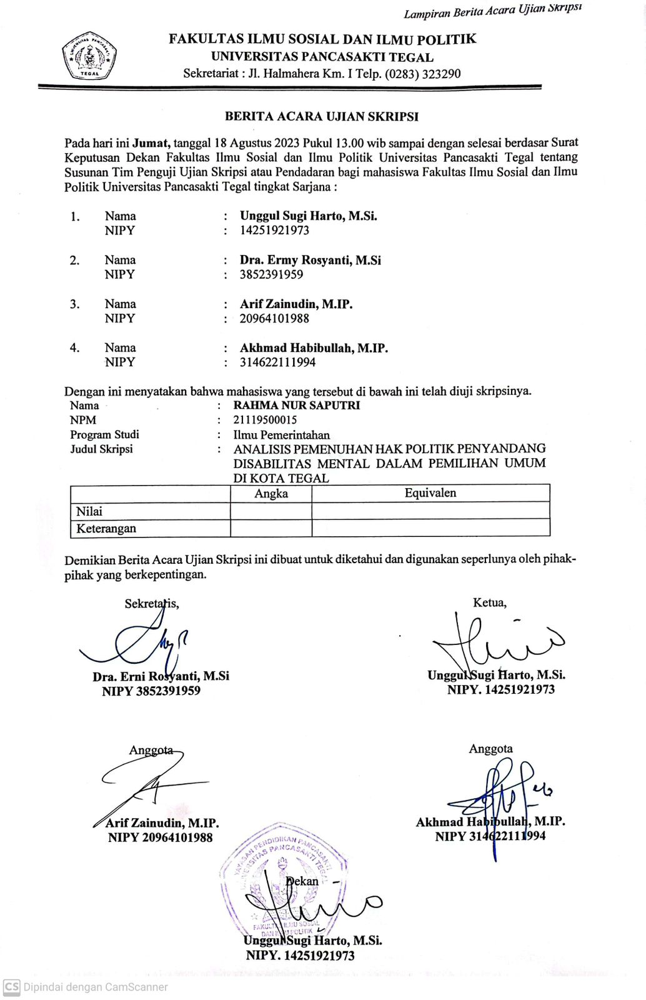 Lampiran Berita Acara Ujian Skripsi
UNIVERSITAS PANCASAKTI
TEGAL
FAKULTAS ILMU SOSIAL DAN ILMU POLITIK
UNIVERSITAS PANCASAKTI TEGAL
Sekretariat : Jl. Halmahera Km. I Telp. (0283) 323290
BERITA ACARA UJIAN SKRIPSI
Pada hari ini Jumat, tanggal 18 Agustus 2023 Pukul 13.00 wib sampai dengan selesai berdasar Surat
Keputusan Dekan Fakultas Ilmu Sosial dan Ilmu Politik Universitas Pancasakti Tegal tentang
Susunan Tim Penguji Ujian Skripsi atau Pendadaran bagi mahasiswa Fakultas Ilmu Sosial dan Ilmu
Politik Universitas Pancasakti Tegal tingkat Sarjana :
1. Nama : Unggul Sugi Harto, M.Si.
NIPY : 14251921973
2. Nama : Dra. Ermy Rosyanti, M.Si
NIPY : 3852391959
3. Nama : Arif Zainudin, M.IP.
NIPY : 20964101988
4. Nama : Akhmad Habibullah, M.IP.
NIPY : 314622111994
Dengan ini menyatakan bahwa mahasiswa yang tersebut di bawah ini telah diuji skripsinya.
Nama : RAHMA NUR SAPUTRI
NPM : 21119500015
Program Studi : Ilmu Pemerintahan
Judul Skripsi : ANALISIS PEMENUHAN HAK POLITIK PENYANDANG
DISABILITAS MENTAL DALAM PEMILIHAN UMUM
DI KOTA TEGAL
Angka Equivalen
Nilai
Keterangan
Demikian Berita Acara Ujian Skripsi ini dibuat untuk diketahui dan digunakan seperlunya oleh pihak-
pihak yang berkepentingan.
Sekretaris, Ketua,
Dra. Erni Rosyanti, M.Si Unggul Sugi Harto, M.Si.
NIPY 3852391959 NIPY. 14251921973
Anggota Anggota
Arif Zainudin, M.IP. Akhmad Habibullah, M.IP.
NIPY 20964101988 NIPY 314622111994
YAYASAN PENDIDIKAN PANCASAKTI
UNIVERSITAS PANCASAKTI TEGAL
Dekan
FAKULTAS ILMU SOSIAL
DAN ILMU POLITIK
Unggul Sugi Harto, M.Si.
NIPY. 14251921973
CS Dipindai dengan CamScanner